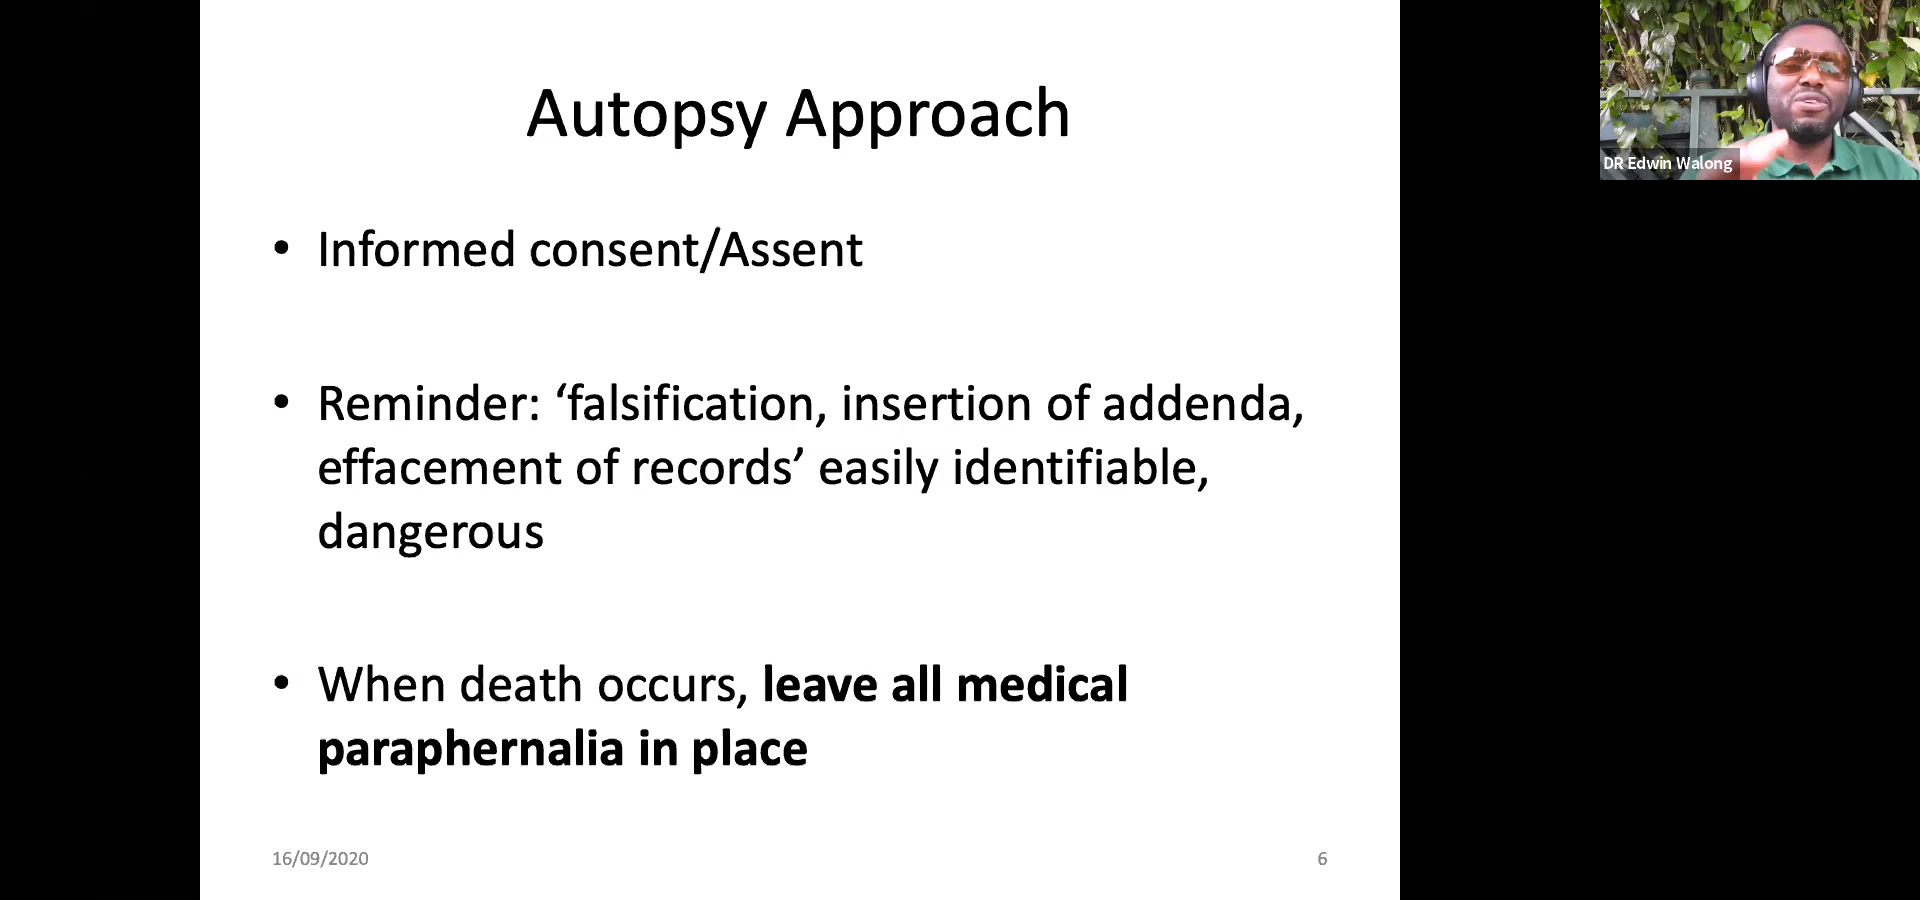 Autopsy Approach
• Informed consent/Assent
• Reminder: ‘falsification, insertion of addenda,
effacement of records’ easily identifiable,
dangerous
• When death occurs, leave all medical
paraphernalia in place
16/09/2020
6
DR Edwin Walong